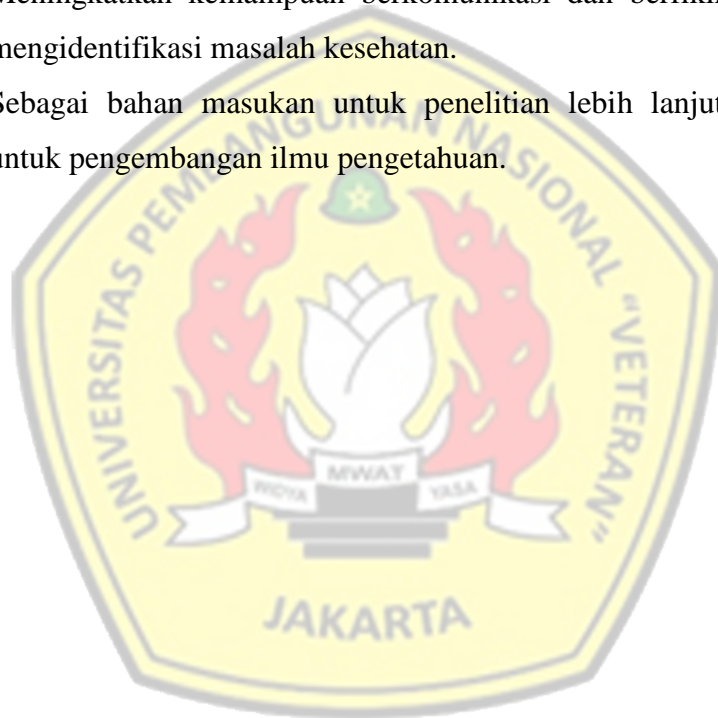 Meningkatkan kemampuan berkomunikasi dan berfikir
mengidentifikasi masalah kesehatan.
Sebagai bahan masukan untuk penelitian lebih lanjut
untuk pengembangan ilmu pengetahuan.
UNIVERSITAS PEMBANGUNAN NASIONAL "VETERAN"
WIDYA MWAT YASA
JAKARTA